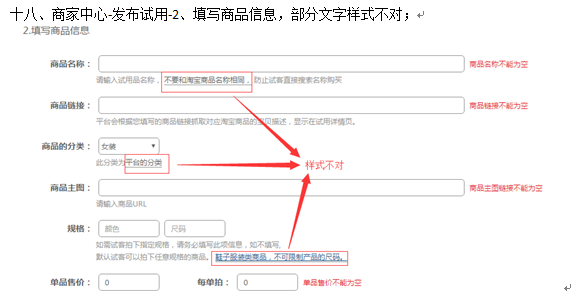 十八、商家中心-发布试用-2、填写商品信息，部分文字样式不对；
2.填写商品信息
商品名称： 商品名称不能为空
请输入试用品名称，不要和淘宝商品名称相同，防止试客直接搜索名称购买
商品链接： 商品链接不能为空
平台会根据您填写的商品链接抓取对应淘宝商品的宝贝描述，显示在试用详情页。
商品的分类： 女装
此分类为平台的分类
样式不对
商品主图： 商品主图链接不能为空
请输入商品URL
规格： 颜色 尺码
如需试客拍下指定规格，请务必填写此项信息，如不填写，
默认试客可以拍下任意规格的商品。鞋子服装类商品，不可限制产品的尺码。
单品售价： 0 每单拍： 0 单品售价不能为空